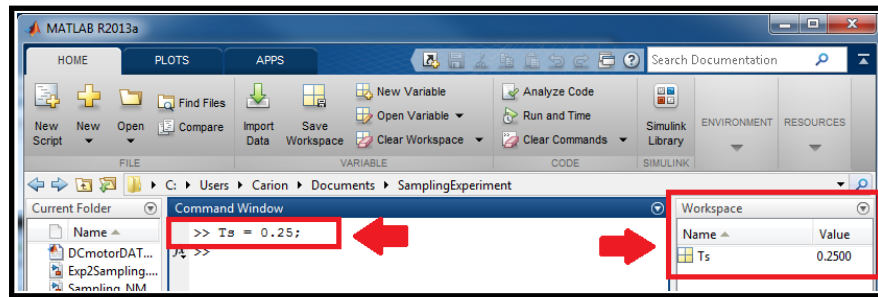 MATLAB R2013a
HOME PLOTS APPS Search Documentation
New Script
New
Open
Find Files
Compare
FILE
Import Data
Save Workspace
New Variable
Open Variable
Clear Workspace
VARIABLE
Analyze Code
Run and Time
Clear Commands
CODE
Simulink Library
SIMULINK
ENVIRONMENT
RESOURCES
C: Users Carion Documents SamplingExperiment
Current Folder
Name
DCmotorDAT...
Exp2Sampling....
Sampling_NM
Command Window
>> Ts = 0.25;
fx >>
Workspace
Name Value
Ts 0.2500